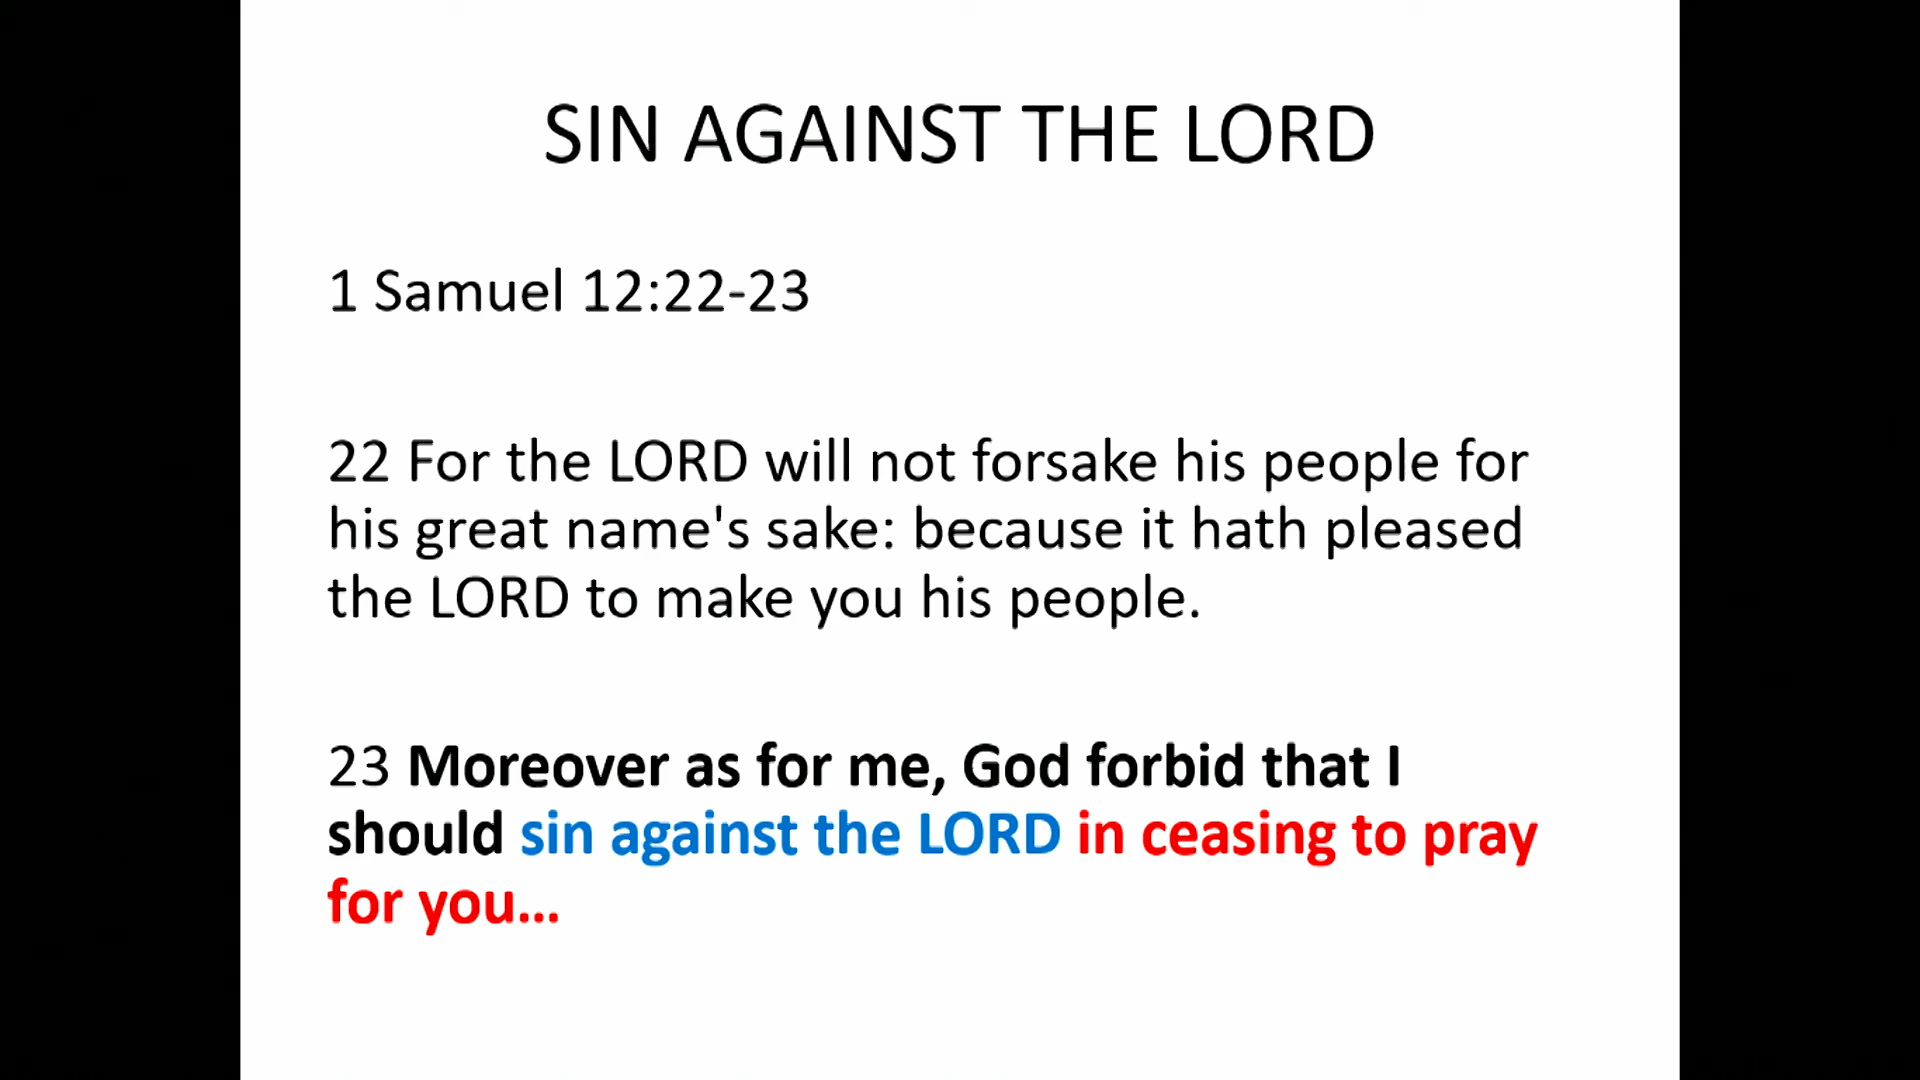 SIN AGAINST THE LORD
1 Samuel 12:22-23
22 For the LORD will not forsake his people for
his great name's sake: because it hath pleased
the LORD to make you his people.
23 Moreover as for me, God forbid that I
should sin against the LORD in ceasing to pray
for you...